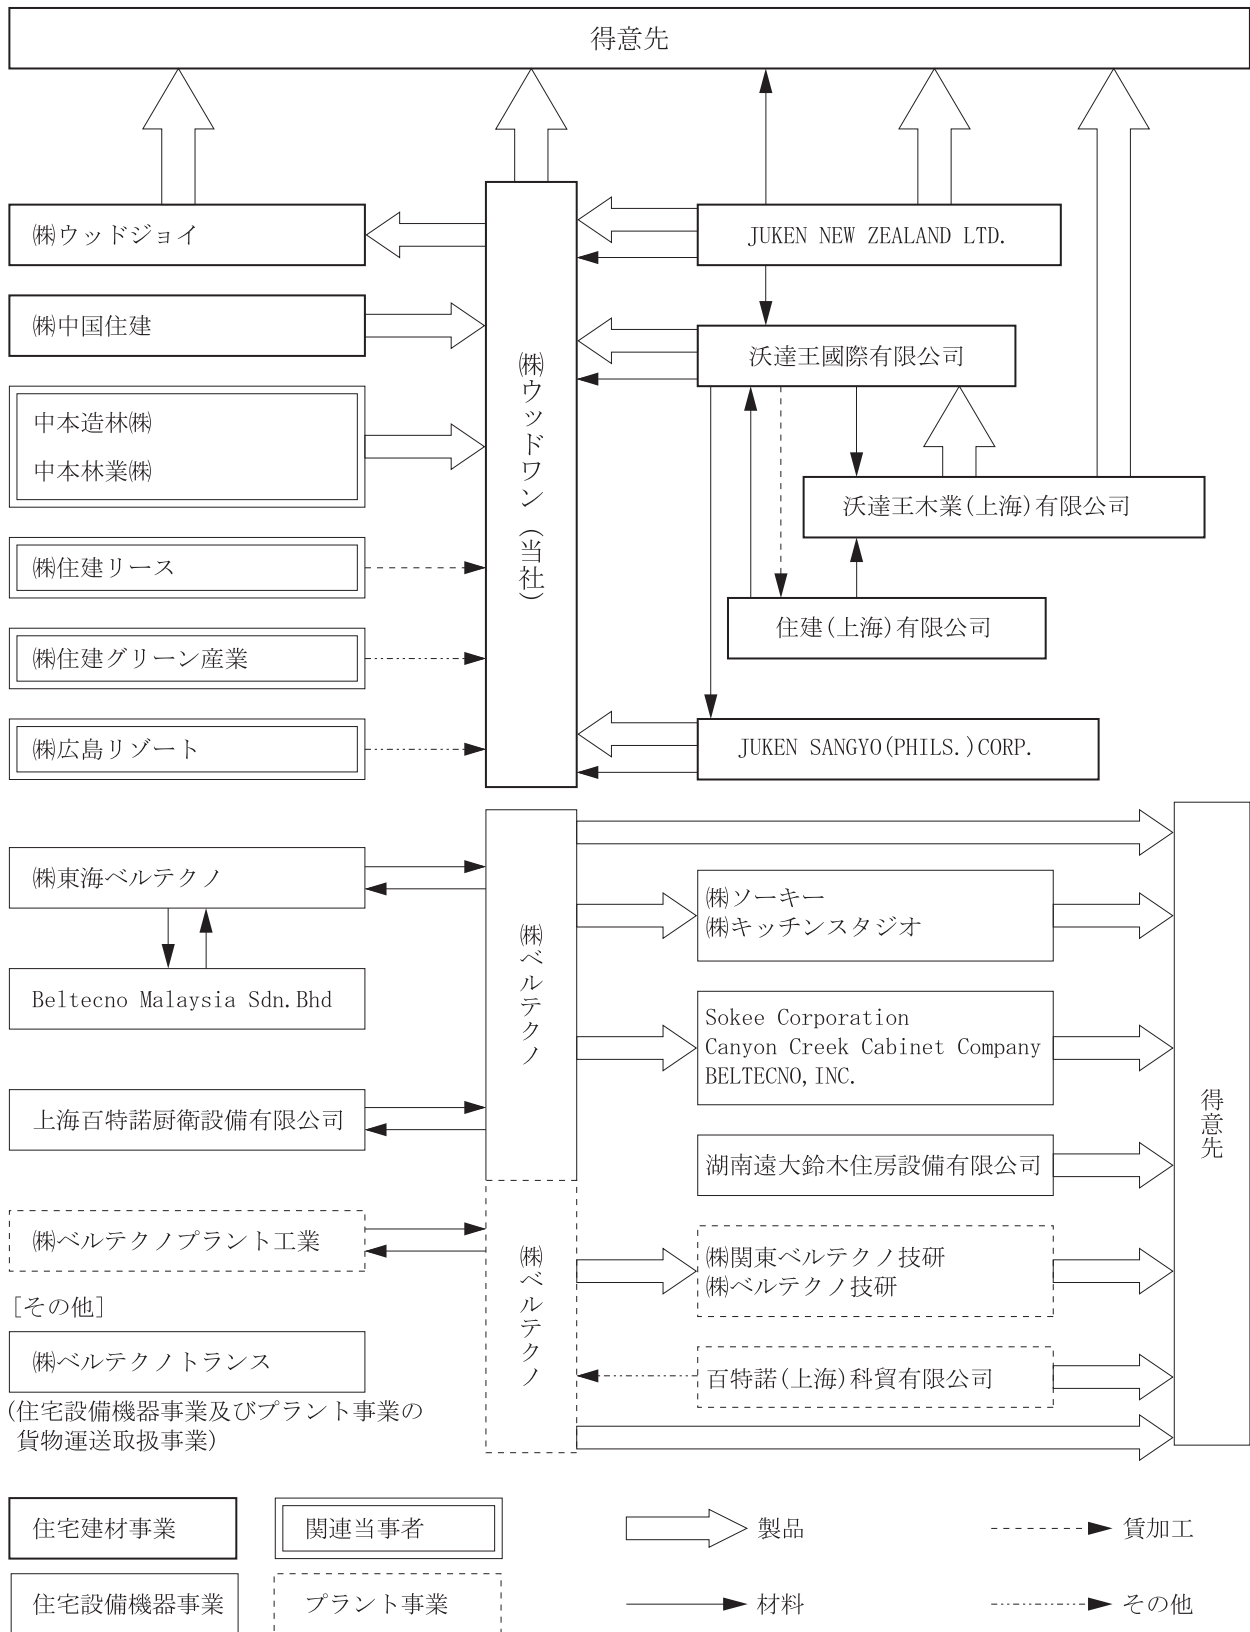 得意先
㈱ウッドジョイ
㈱中国住建
中本造林㈱
中本林業㈱
㈱住建リース
㈱住建グリーン産業
㈱広島リゾート
㈱ウッドワン(当社)
JUKEN NEW ZEALAND LTD.
沃達王國際有限公司
沃達王木業(上海)有限公司
住建(上海)有限公司
JUKEN SANGYO(PHILS.)CORP.
㈱東海ベルテクノ
Beltecno Malaysia Sdn.Bhd
上海百特諾厨衛設備有限公司
㈱ベルテクノプラント工業
[その他]
㈱ベルテクノトランス
(住宅設備機器事業及びプラント事業の
貨物運送取扱事業)
㈱ベルテクノ
㈱ベルテクノ
㈱ソーキー
㈱キッチンスタジオ
Sokee Corporation
Canyon Creek Cabinet Company
BELTECNO,INC.
湖南遠大鈴木住房設備有限公司
㈱関東ベルテクノ技研
㈱ベルテクノ技研
百特諾(上海)科貿有限公司
得意先
住宅建材事業
関連当事者
製品
賃加工
住宅設備機器事業
プラント事業
材料
その他